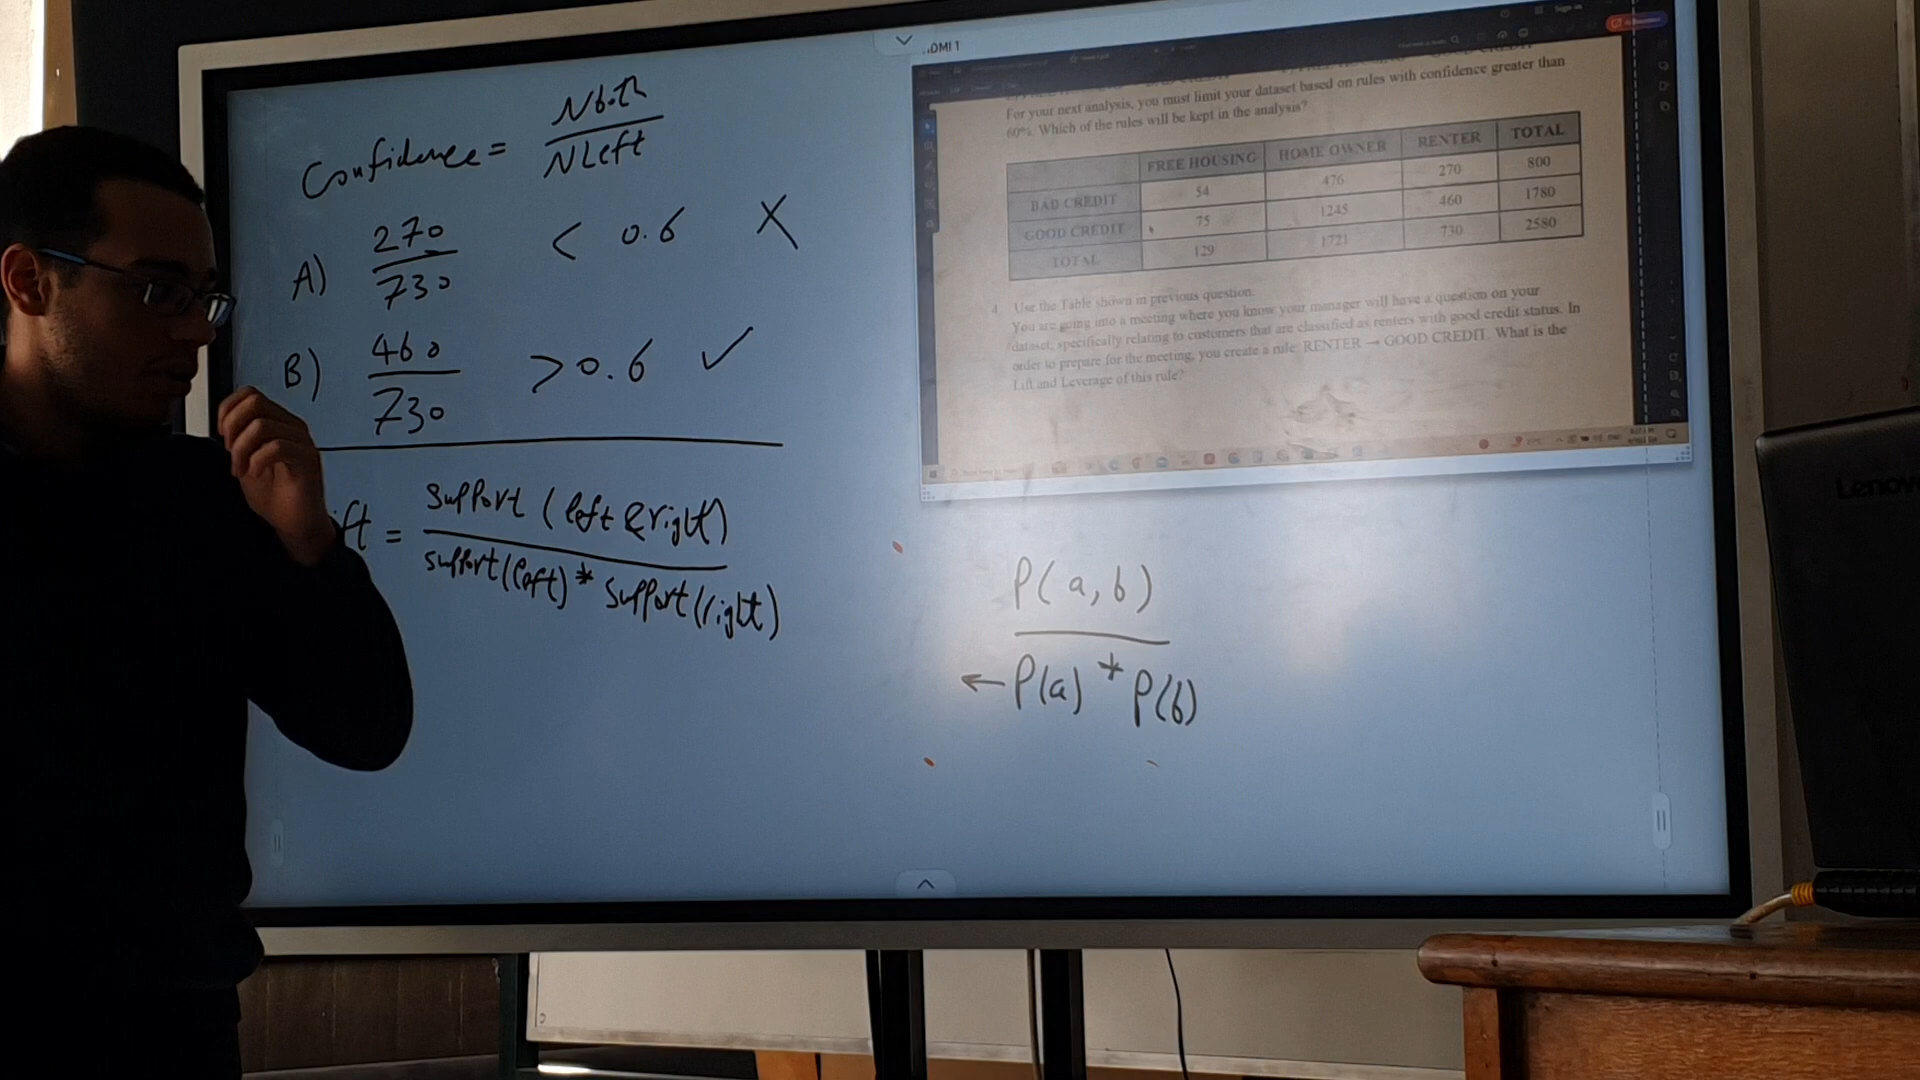 Confidence = Nboth / NLeft
A) 270 / 730 < 0.6 X
B) 460 / 730 > 0.6 ✓
ft = Support (left & right) / support(left) * Support(right)
For your next analysis, you must limit your dataset based on rules with confidence greater than
60%. Which of the rules will be kept in the analysis?
FREE HOUSING HOME OWNER RENTER TOTAL
BAD CREDIT 54 476 270 800
GOOD CREDIT 75 1245 460 1780
TOTAL 129 1721 730 2580
4. Use the Table shown in previous question.
You are going into a meeting where you know your manager will have a question on your
dataset, specifically relating to customers that are classified as renters with good credit status. In
order to prepare for the meeting, you create a rule: RENTER → GOOD CREDIT. What is the
Lift and Leverage of this rule?
P(a,b)
← P(a) * P(b)
Lenov